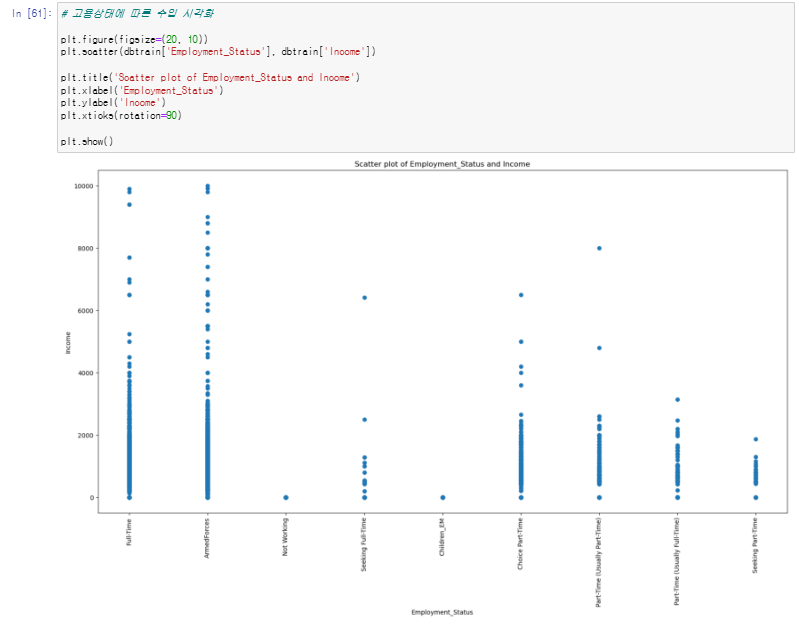 In [61]:
# 고용상태에 따른 수입 시각화
plt.figure(figsize=(20, 10))
plt.scatter(dbtrain['Employment_Status'], dbtrain['Income'])
plt.title('Scatter plot of Employment_Status and Income')
plt.xlabel('Employment_Status')
plt.ylabel('Income')
plt.xticks(rotation=90)
plt.show()
Scatter plot of Employment_Status and Income
10000
8000
6000
4000
2000
0
Income
Full-Time
ArmedForces
Not Working
Seeking Full-Time
Children_EM
Choice Part-Time
Part-Time (Usually Part-Time)
Part-Time (Usually Full-Time)
Seeking Part-Time
Employment_Status